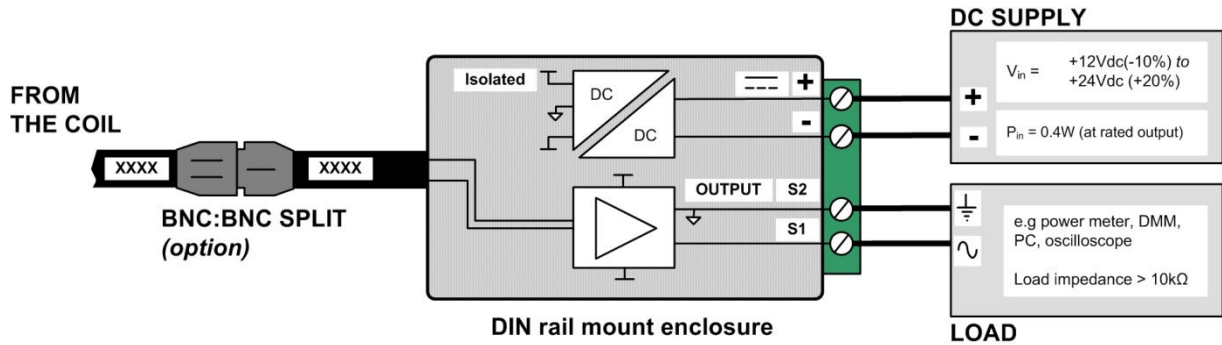 FROM
THE COIL
XXXX
XXXX
BNC:BNC SPLIT
(option)
Isolated
DC
DC
+
-
OUTPUT
S2
S1
DIN rail mount enclosure
DC SUPPLY
+
-
Vin = +12Vdc(-10%) to
+24Vdc (+20%)
Pin = 0.4W (at rated output)
e.g power meter, DMM,
PC, oscilloscope
Load impedance > 10kΩ
LOAD